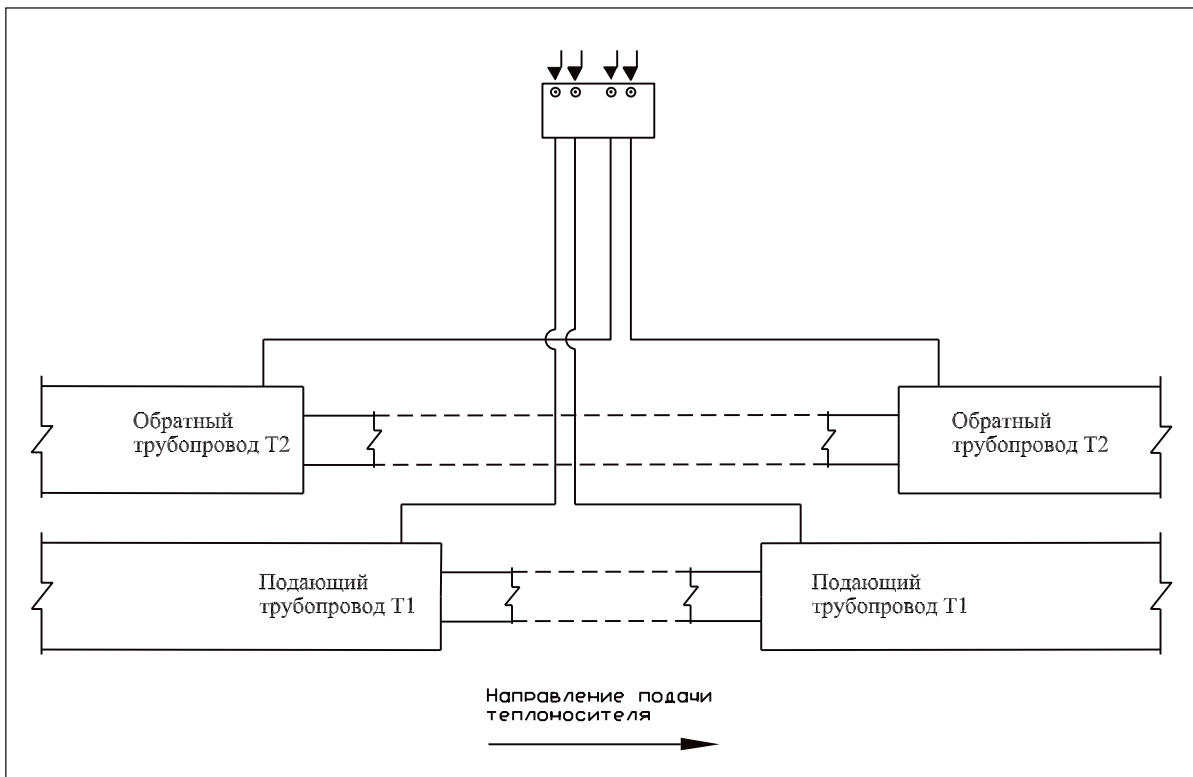 Обратный
трубопровод Т2
Обратный
трубопровод Т2
Подающий
трубопровод Т1
Подающий
трубопровод Т1
Направление подачи
теплоносителя